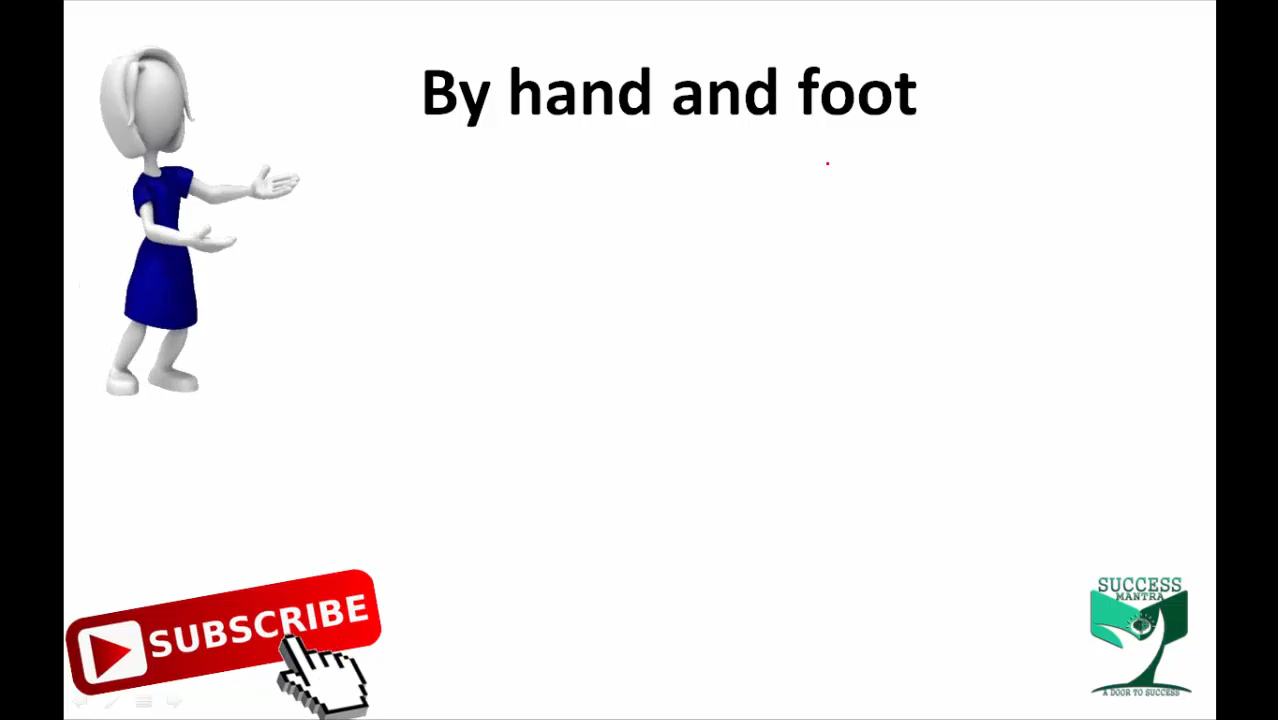 By hand and foot
SUBSCRIBE
SUCCESS
MANTRA
A DOOR TO SUCCESS